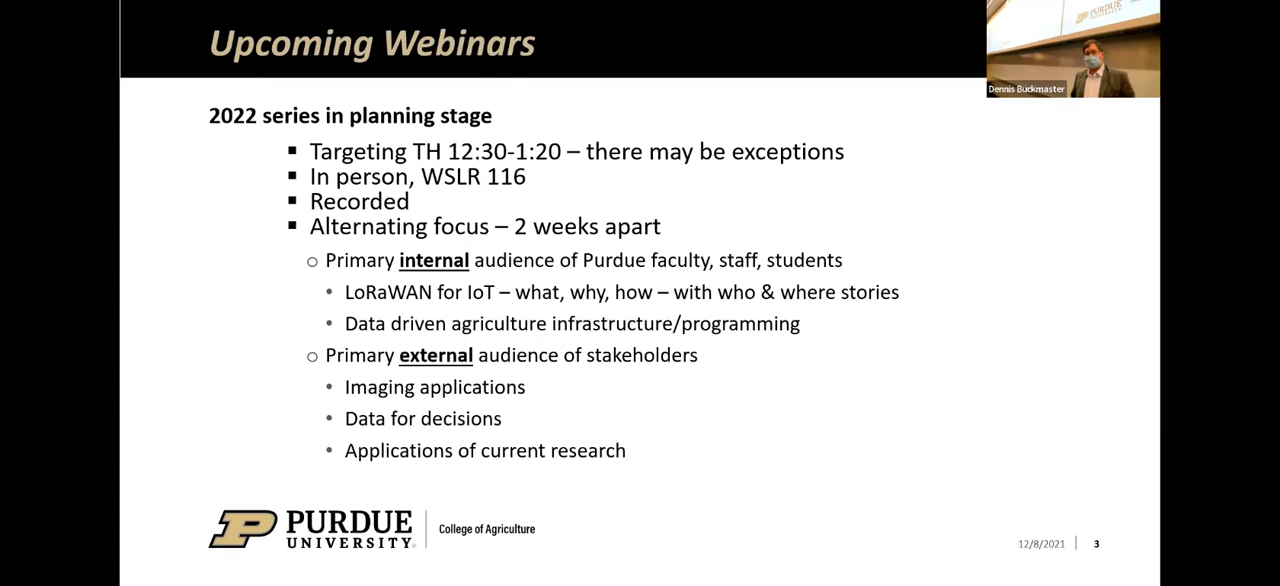 Upcoming Webinars
PURDUE
UNIVERSITY
Dennis Buckmaster
2022 series in planning stage
▪ Targeting TH 12:30-1:20 – there may be exceptions
▪ In person, WSLR 116
▪ Recorded
▪ Alternating focus – 2 weeks apart
o Primary internal audience of Purdue faculty, staff, students
• LoRaWAN for IoT – what, why, how – with who & where stories
• Data driven agriculture infrastructure/programming
o Primary external audience of stakeholders
• Imaging applications
• Data for decisions
• Applications of current research
P PURDUE
UNIVERSITY®
College of Agriculture
12/8/2021 | 3